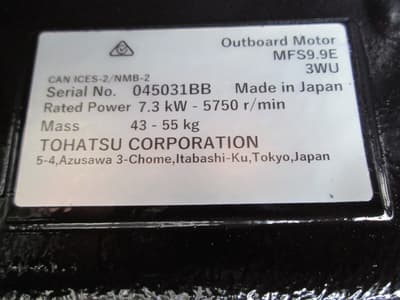 Outboard Motor
MFS9.9E
3WU
CAN ICES-2/NMB-2
Serial No. 045031BB Made in Japan
Rated Power 7.3 kW - 5750 r/min
Mass 43 - 55 kg
TOHATSU CORPORATION
5-4,Azusawa 3-Chome,Itabashi-Ku,Tokyo,Japan